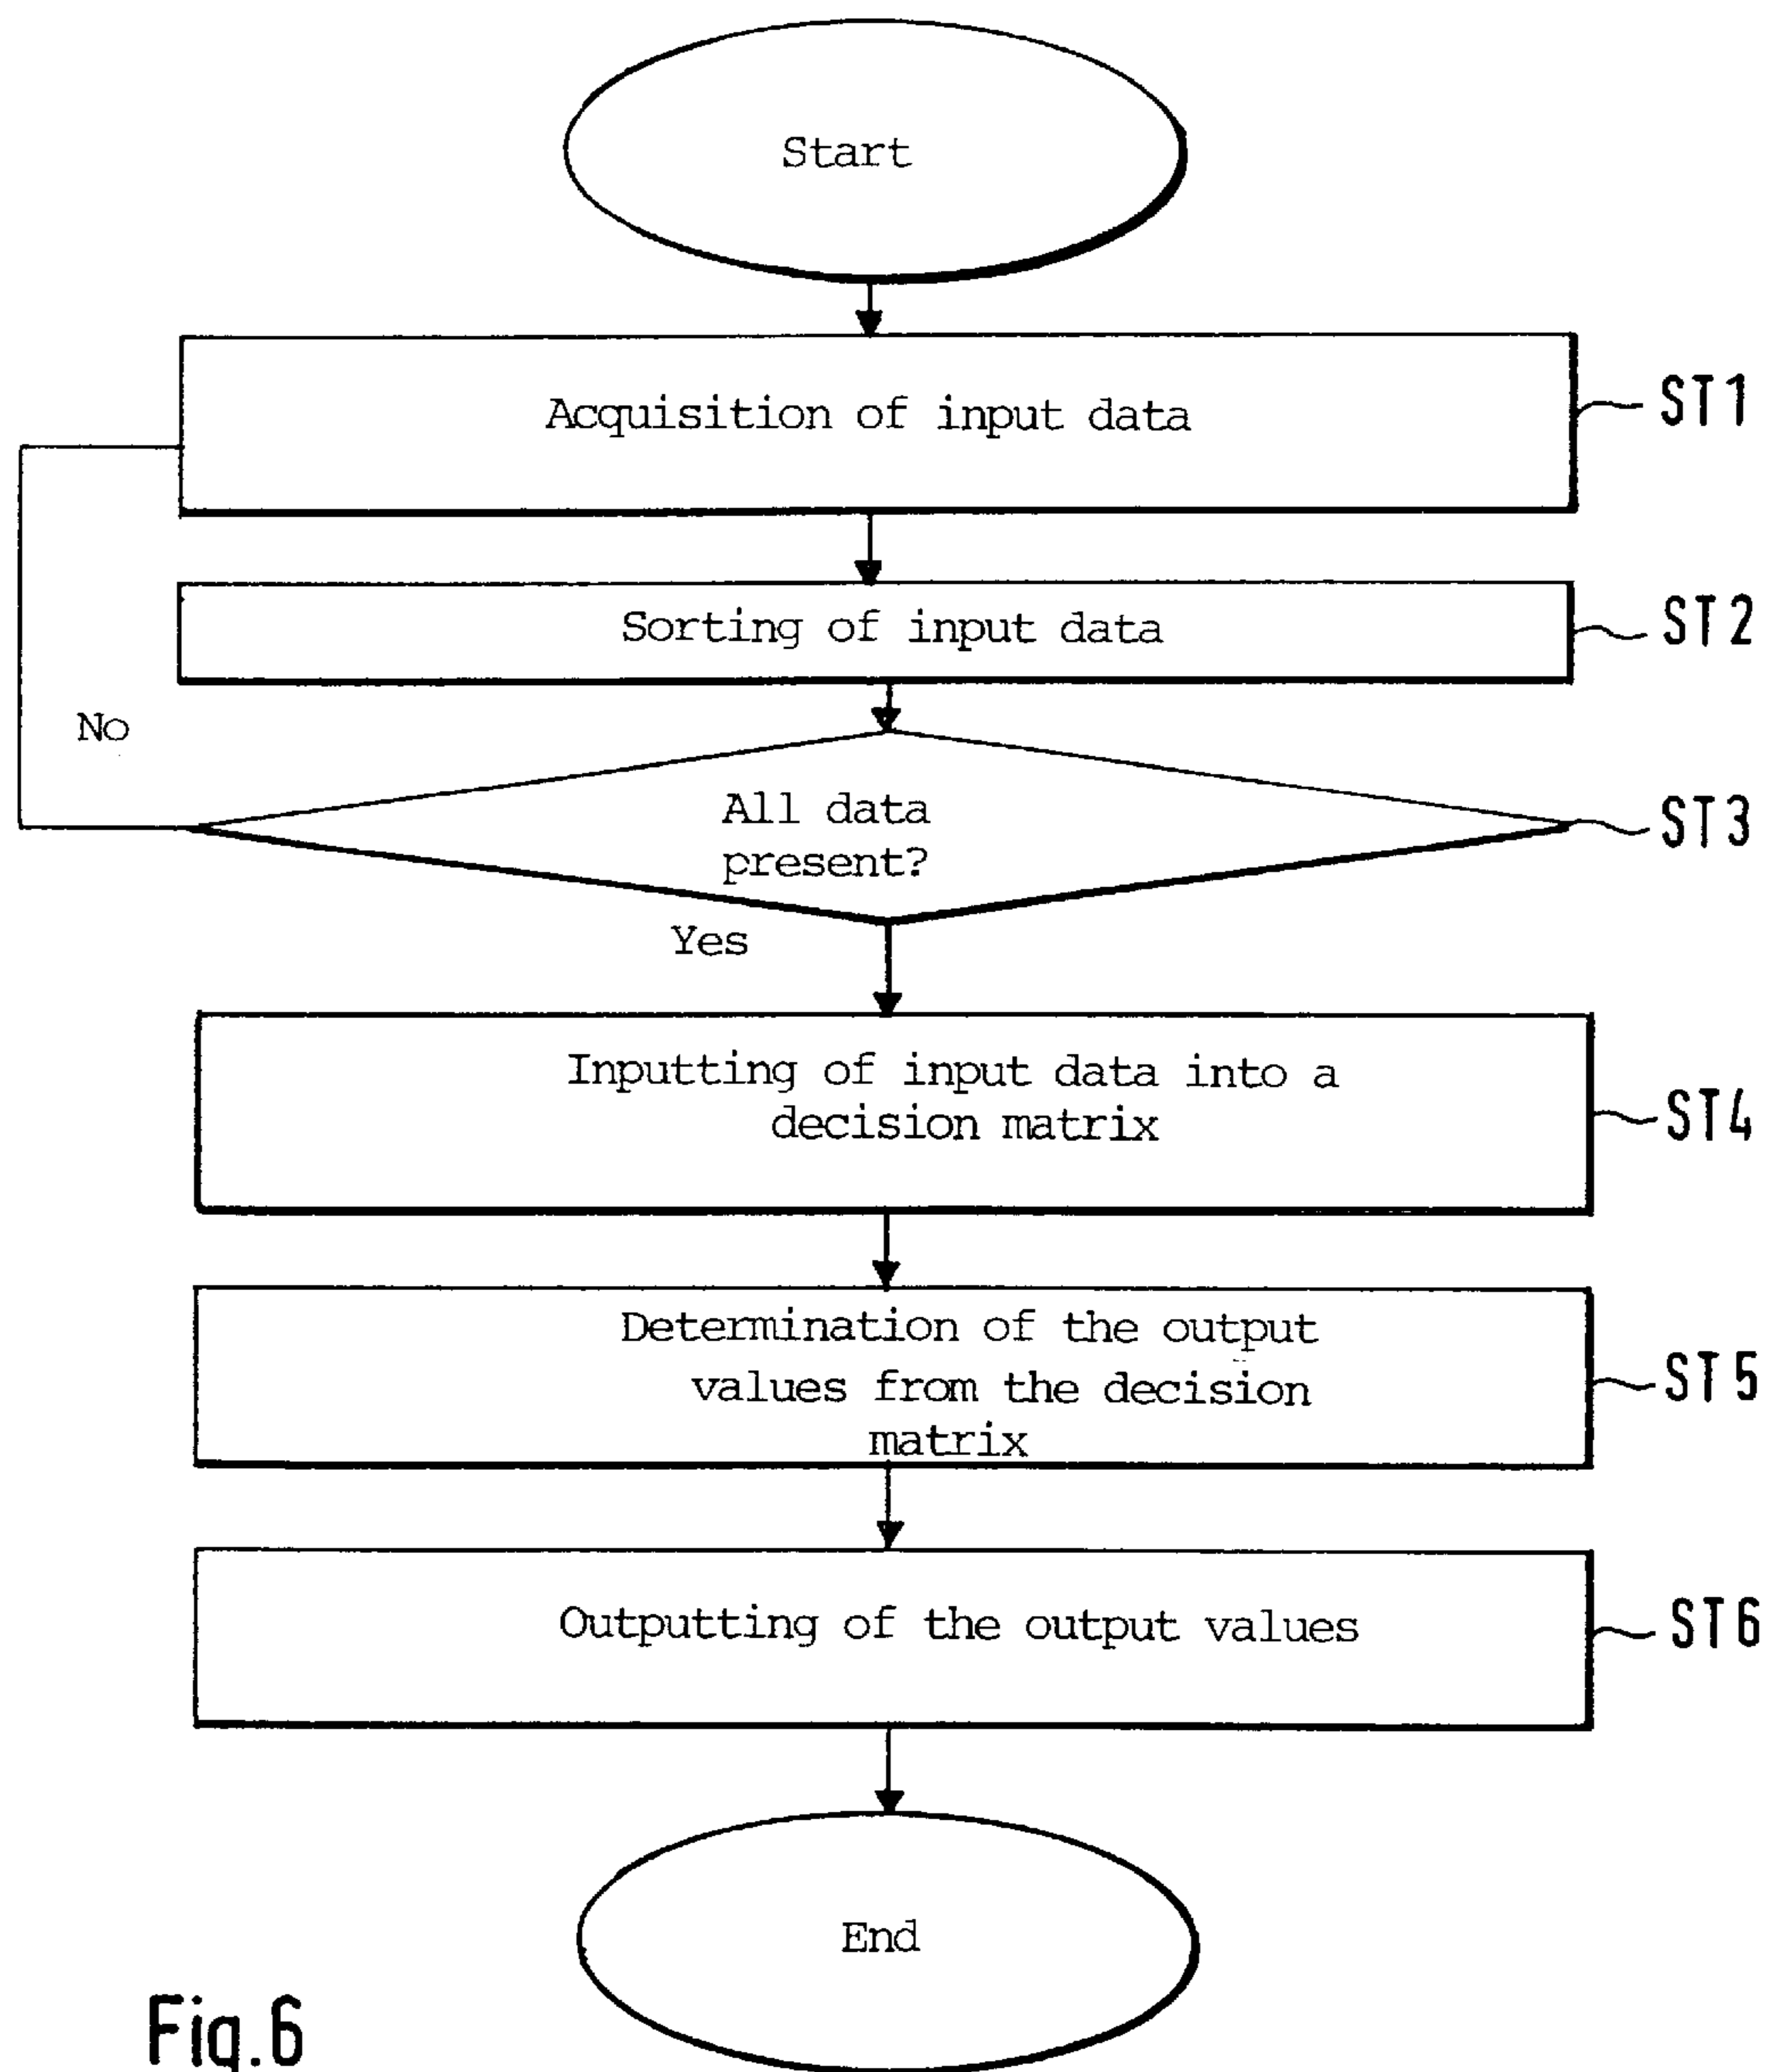 Start
Acquisition of input data
ST1
Sorting of input data
ST2
No
All data
present?
ST3
Yes
Inputting of input data into a
decision matrix
ST4
Determination of the output
values from the decision
matrix
ST5
Outputting of the output values
ST6
End
Fig.6